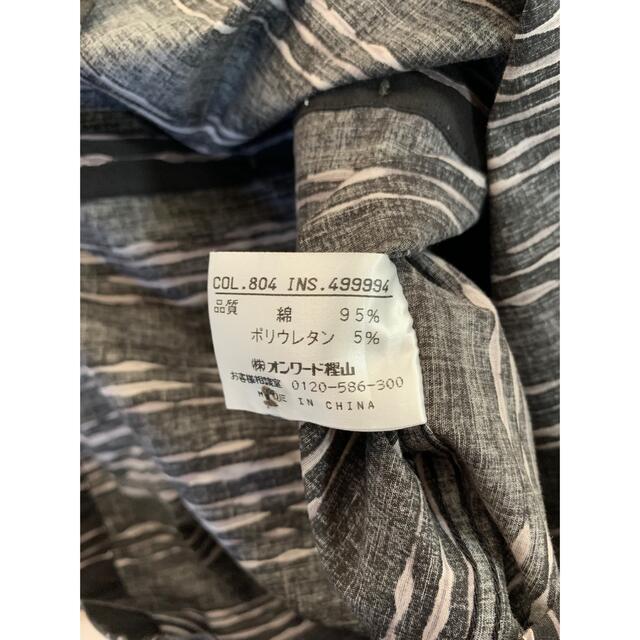 COL.804 INS.499994
品質 綿 95%
ポリウレタン 5%
㈱オンワード樫山
お客様相談室 0120-586-300
MADE IN CHINA